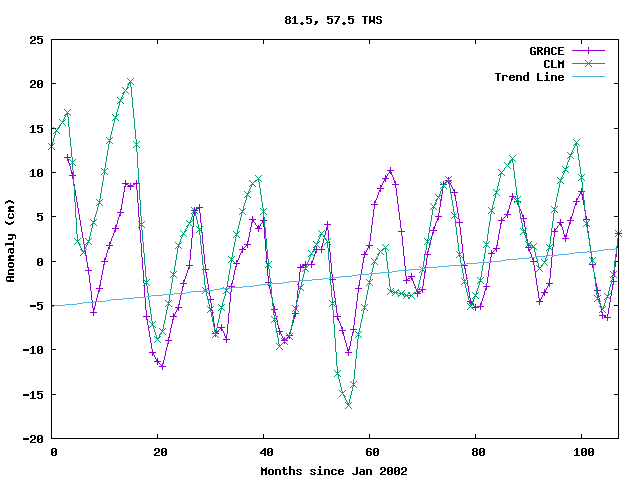 81.5, 57.5 TWS
GRACE
CLM
Trend Line
25
20
15
10
5
0
-5
-10
-15
-20
Anomaly (cm)
0 20 40 60 80 100
Months since Jan 2002